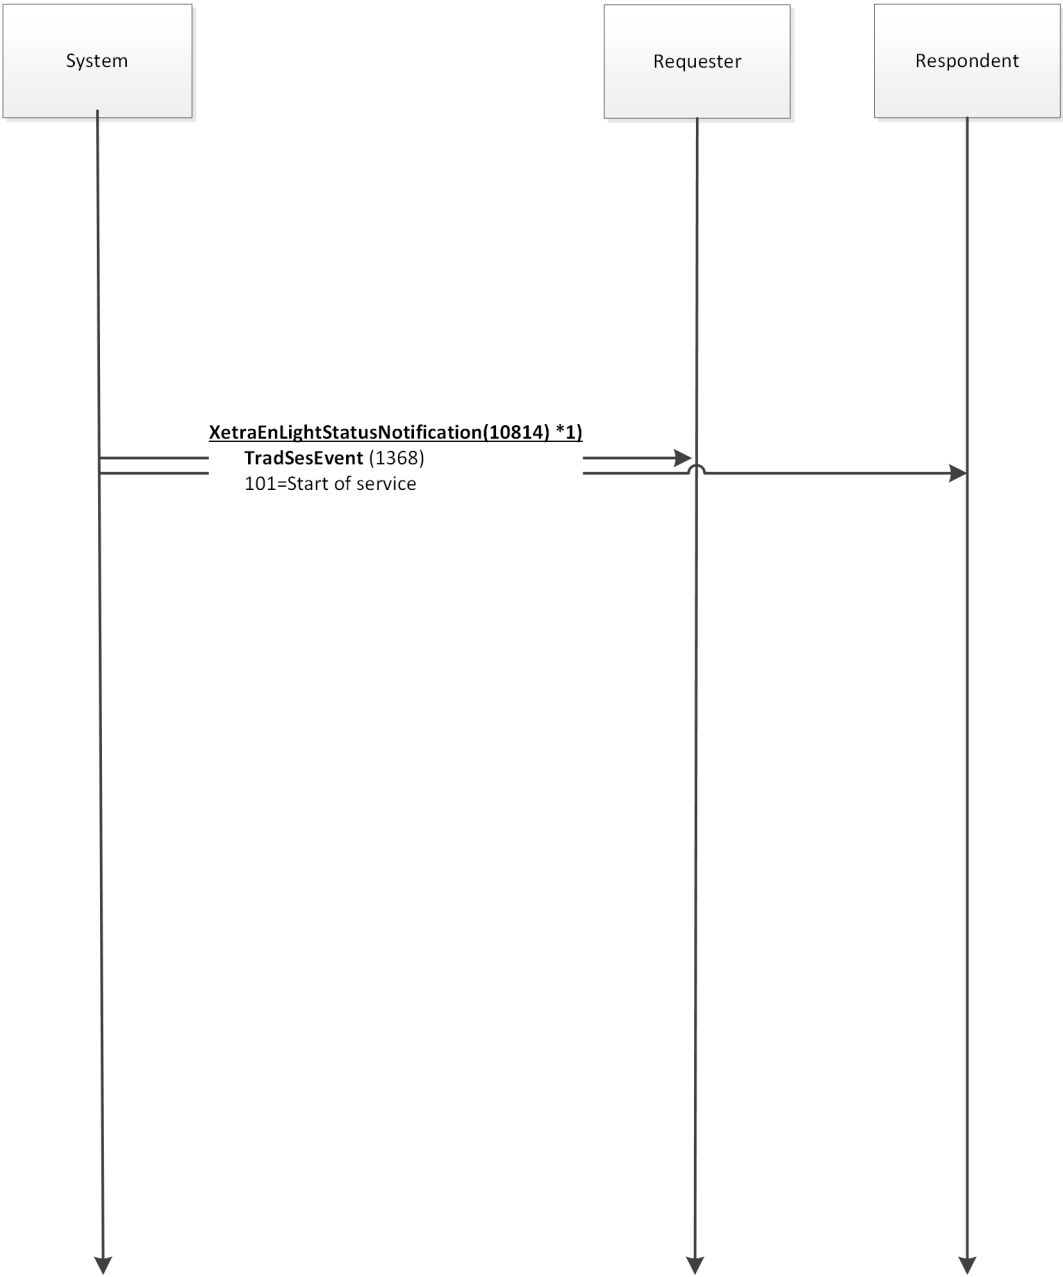 System
Requester
Respondent
XetraEnLightStatusNotification(10814) *1)
TradSesEvent (1368)
101=Start of service